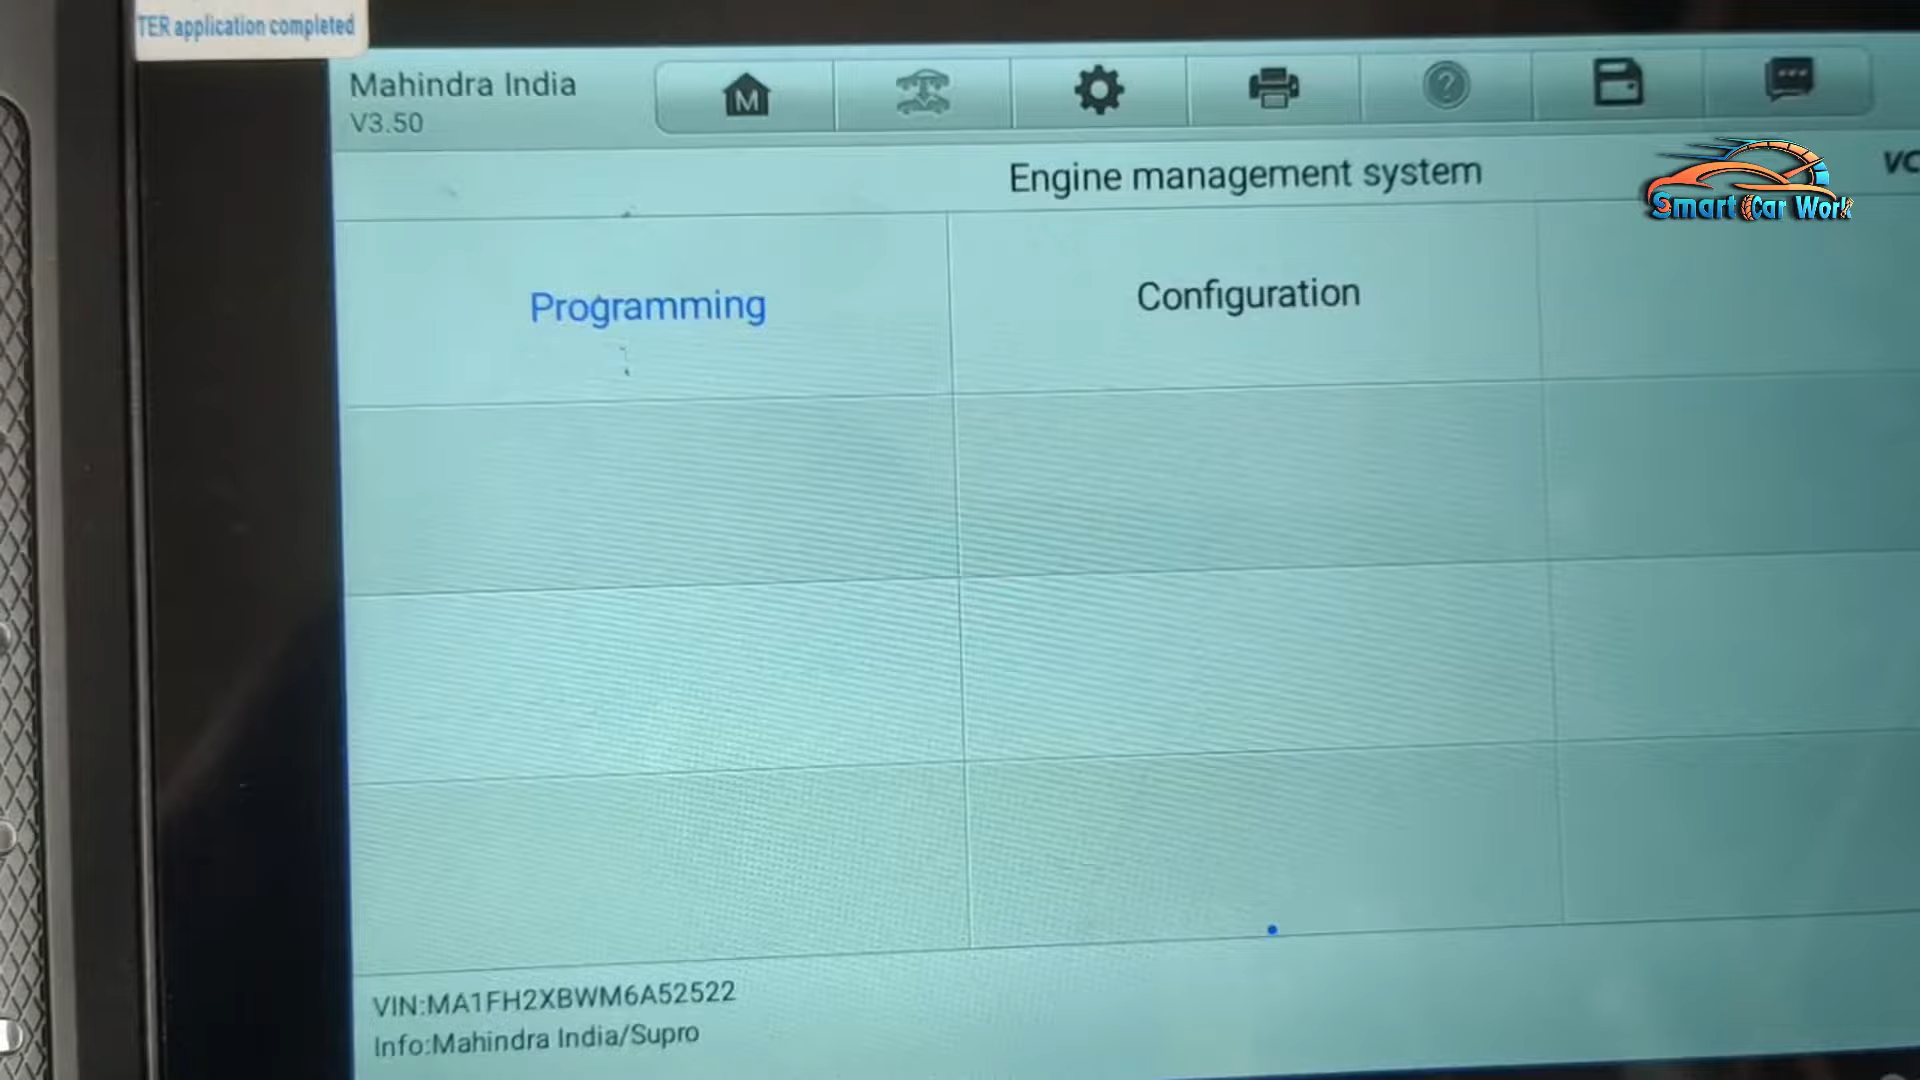 TER application completed
Mahindra India
V3.50
M
Engine management system
VC
Smart Car Work
Programming
Configuration
VIN:MA1FH2XBWM6A52522
Info:Mahindra India/Supro